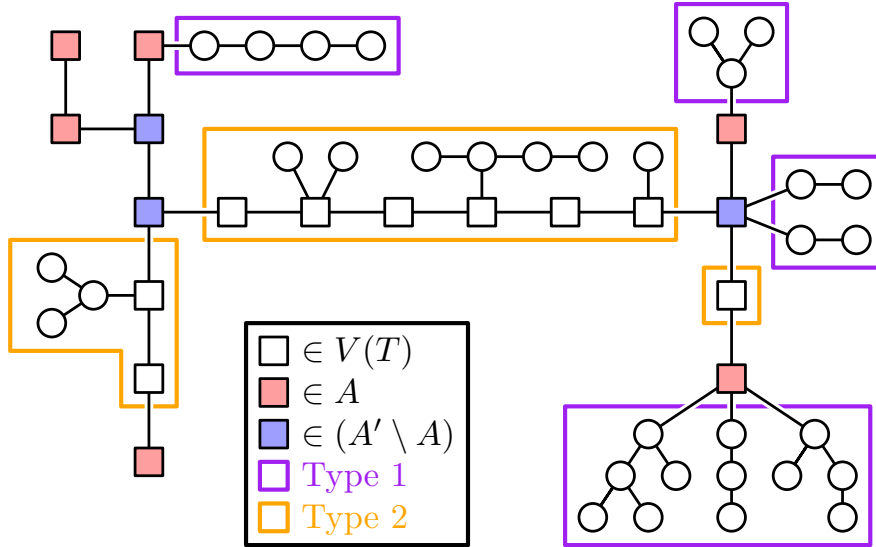 ∈ V(T)
∈ A
∈ (A′ \ A)
Type 1
Type 2